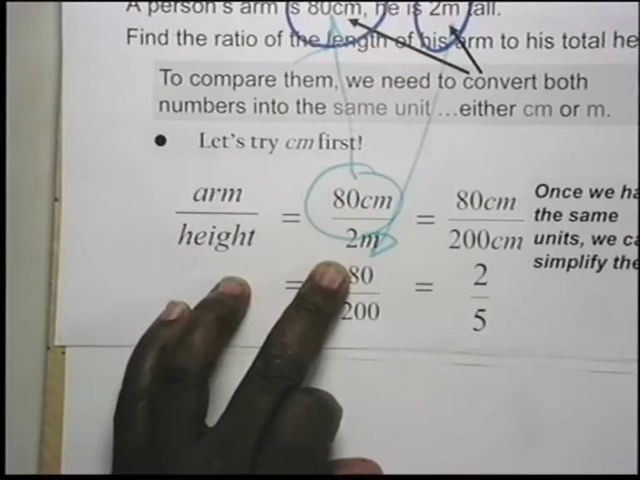 A person's arm is 80cm, he is 2m tall.
Find the ratio of the length of his arm to his total he
To compare them, we need to convert both
numbers into the same unit ...either cm or m.
• Let's try cm first!
arm/height = 80cm/2m = 80cm/200cm
Once we ha
the same
units, we ca
simplify the
= 80/200 = 2/5